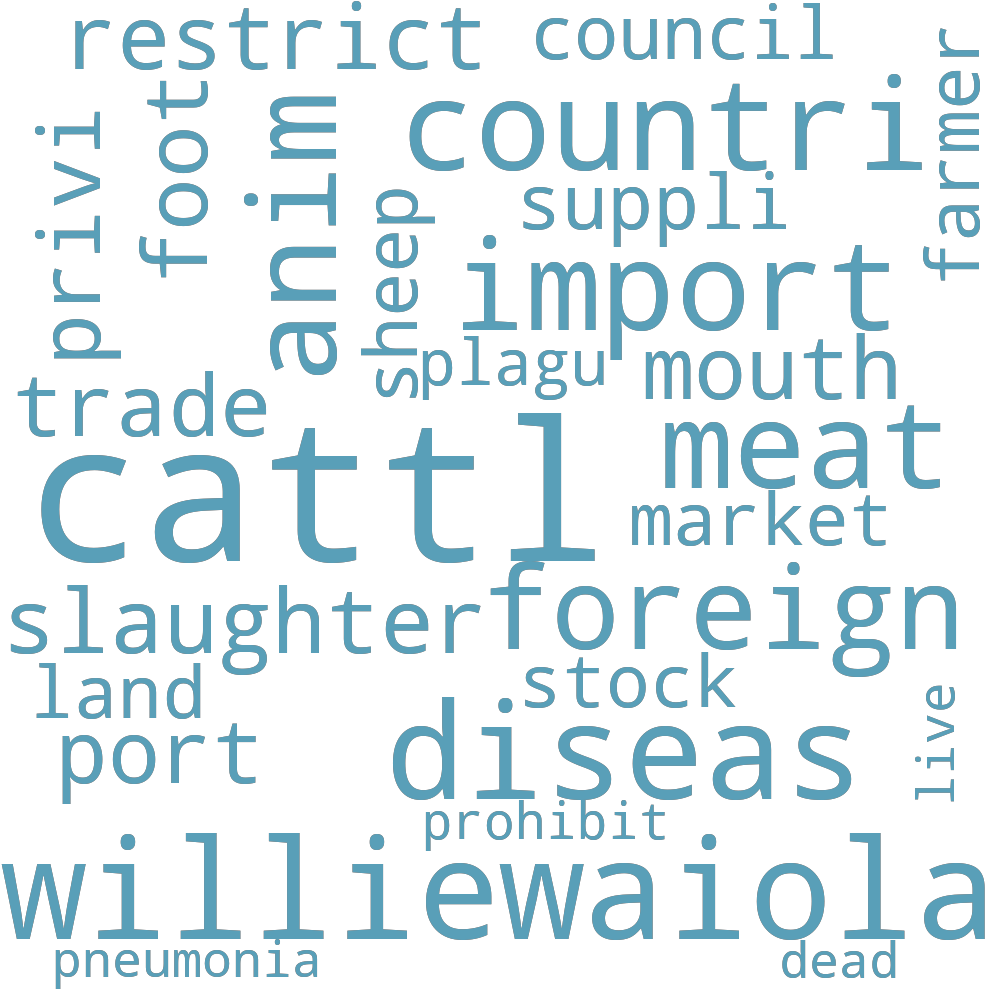 restrict
council
farmer
privi
foot
anim
countri
sheep
suppli
import
plagu
mouth
trade
meat
cattl
market
slaughter
foreign
land
stock
live
port
diseas
prohibit
williewaiola
pneumonia
dead